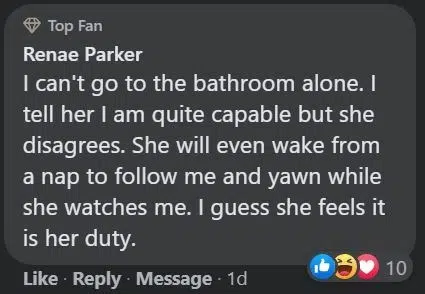 Top Fan
Renae Parker
I can't go to the bathroom alone. I
tell her I am quite capable but she
disagrees. She will even wake from
a nap to follow me and yawn while
she watches me. I guess she feels it
is her duty.
10
Like · Reply · Message · 1d